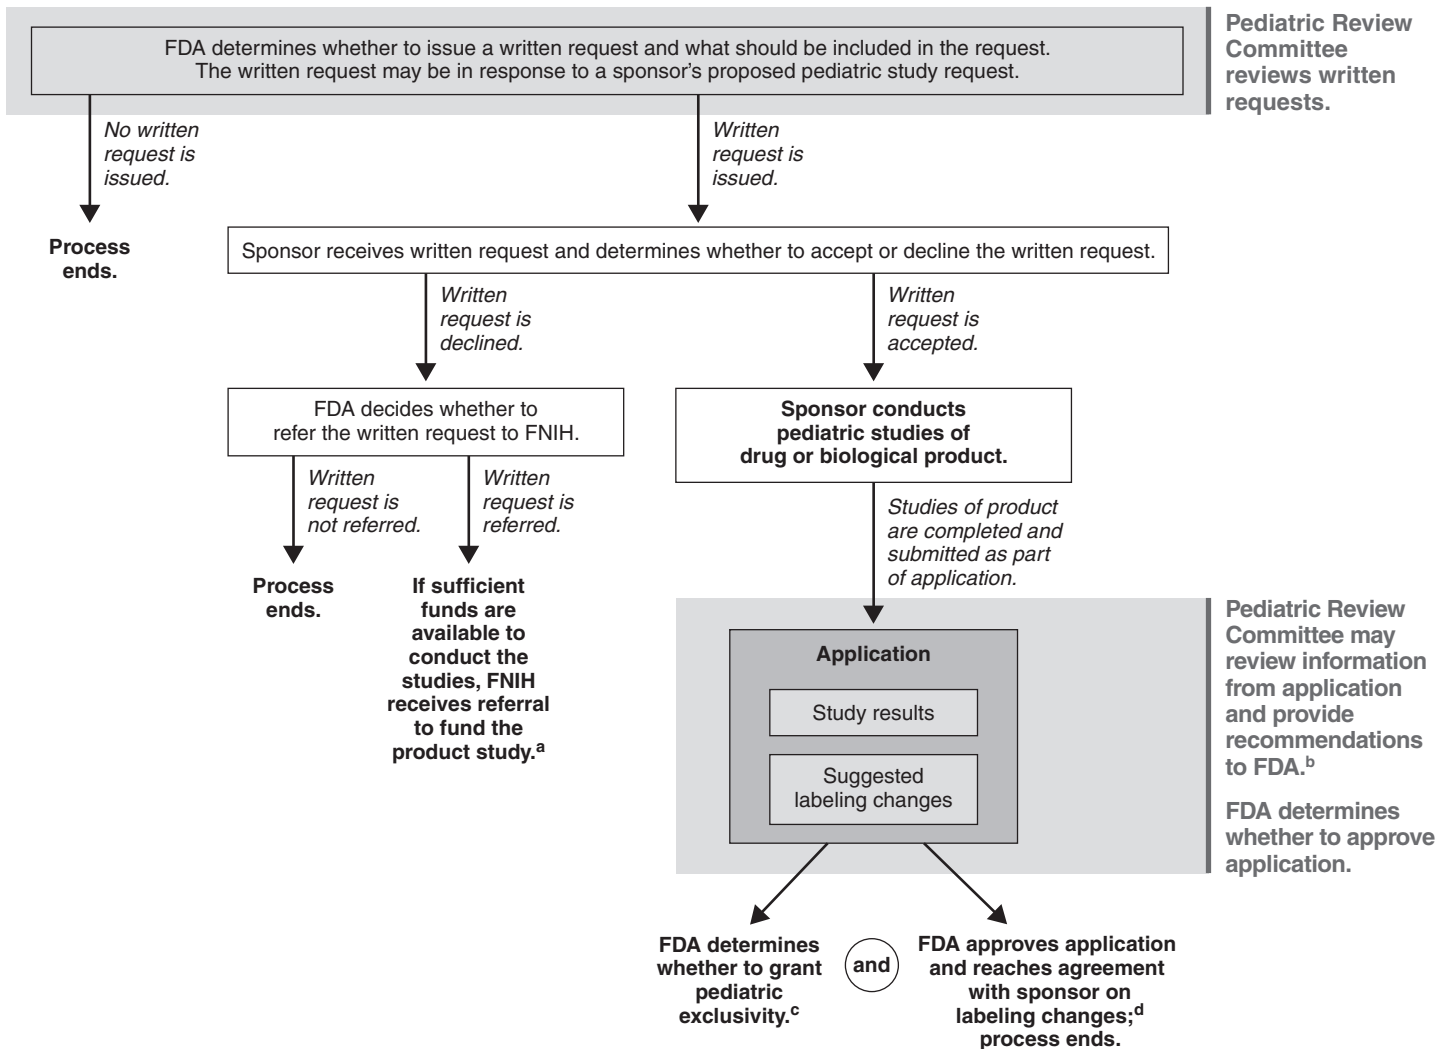 FDA determines whether to issue a written request and what should be included in the request.
The written request may be in response to a sponsor's proposed pediatric study request.
Pediatric Review
Committee
reviews written
requests.
No written
request is
issued.
Written
request is
issued.
Process
ends.
Sponsor receives written request and determines whether to accept or decline the written request.
Written
request is
declined.
Written
request is
accepted.
FDA decides whether to
refer the written request to FNIH.
Sponsor conducts
pediatric studies of
drug or biological product.
Written
request is
not referred.
Written
request is
referred.
Studies of product
are completed and
submitted as part
of application.
Process
ends.
If sufficient
funds are
available to
conduct the
studies, FNIH
receives referral
to fund the
product study.a
Application
Study results
Suggested
labeling changes
Pediatric Review
Committee may
review information
from application
and provide
recommendations
to FDA.b
FDA determines
whether to approve
application.
FDA determines
whether to grant
pediatric
exclusivity.c
and
FDA approves application
and reaches agreement
with sponsor on
labeling changes;d
process ends.